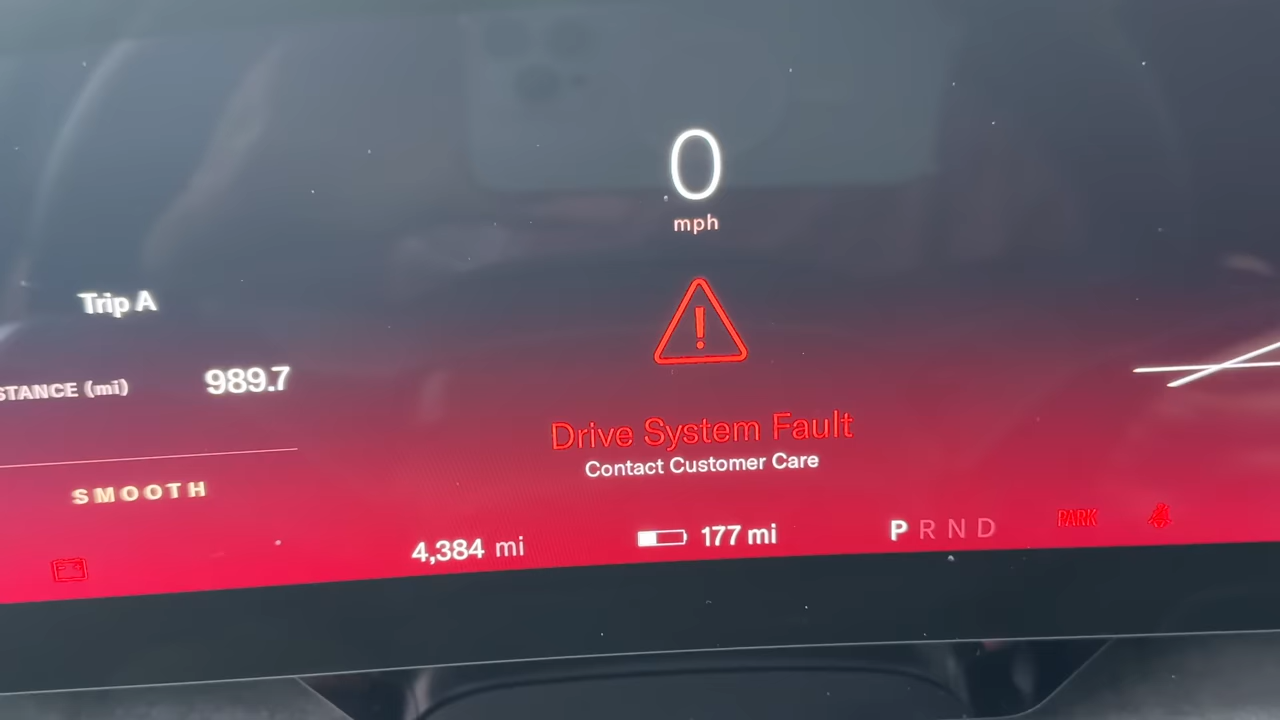 0
mph
Trip A
STANCE (mi) 989.7
Drive System Fault
Contact Customer Care
SMOOTH
4,384 mi 177 mi P R N D PARK